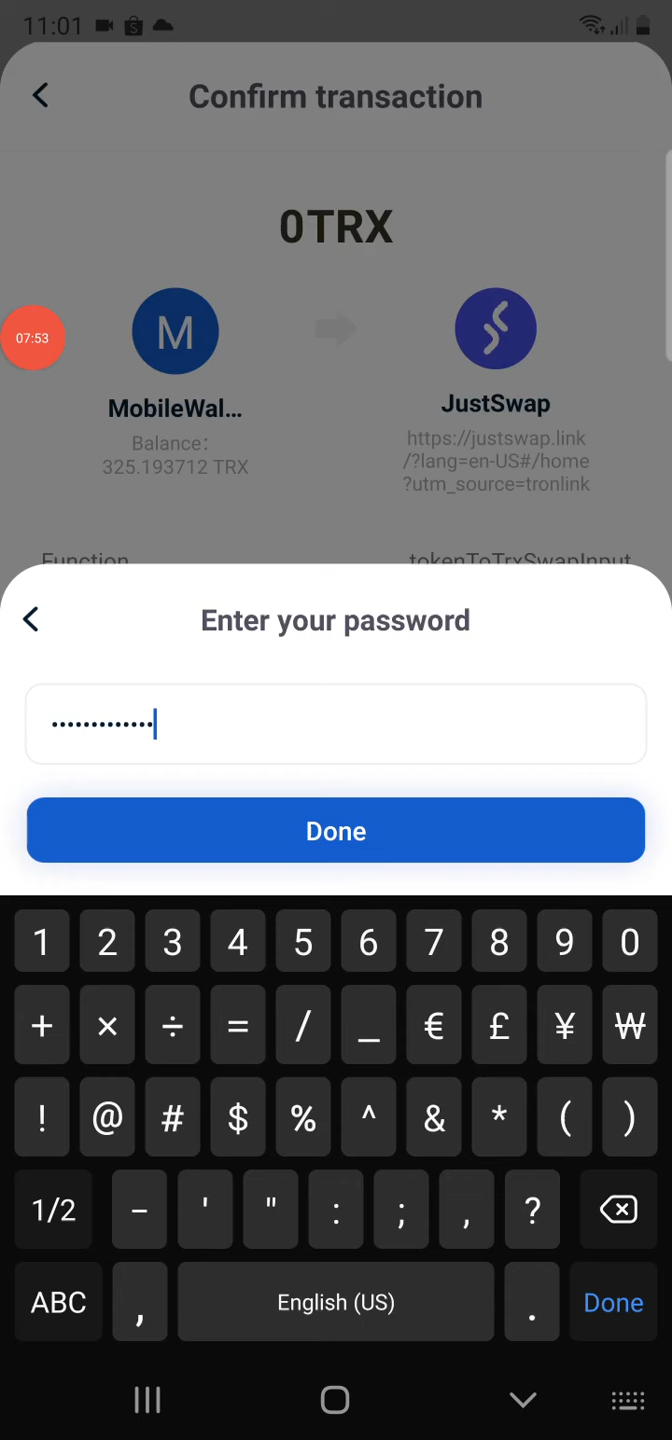 11:01
Confirm transaction
0TRX
07:53
M
MobileWal...
Balance:
325.193712 TRX
JustSwap
https://justswap.link
/?lang=en-US#/home
?utm_source=tronlink
Function
tokenToTrxSwapInput
Enter your password
•••••••••••••
Done
1 2 3 4 5 6 7 8 9 0
+ × ÷ = / _ € £ ¥ ₩
! @ # $ % ^ & * ( )
1/2 - ' " : ; , ?
ABC , English (US) . Done